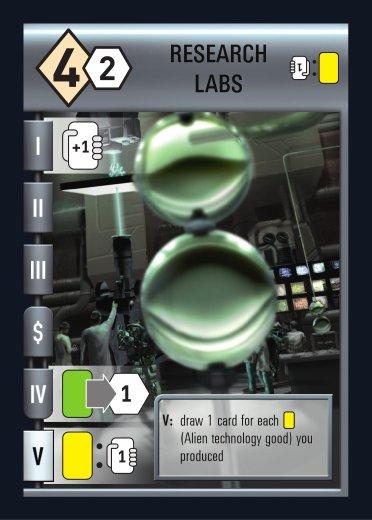 4 2
RESEARCH
LABS
1 :
I +1
II
III
$
IV 1
V : 1
V: draw 1 card for each
(Alien technology good) you
produced